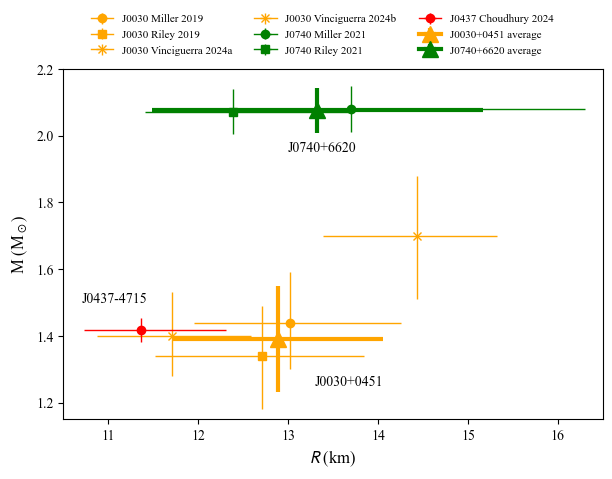 J0030 Miller 2019
J0030 Riley 2019
J0030 Vinciguerra 2024a
J0030 Vinciguerra 2024b
J0740 Miller 2021
J0740 Riley 2021
J0437 Choudhury 2024
J0030+0451 average
J0740+6620 average
2.2
2.0
1.8
1.6
1.4
1.2
M (M⊙)
J0740+6620
J0437-4715
J0030+0451
11 12 13 14 15 16
R (km)